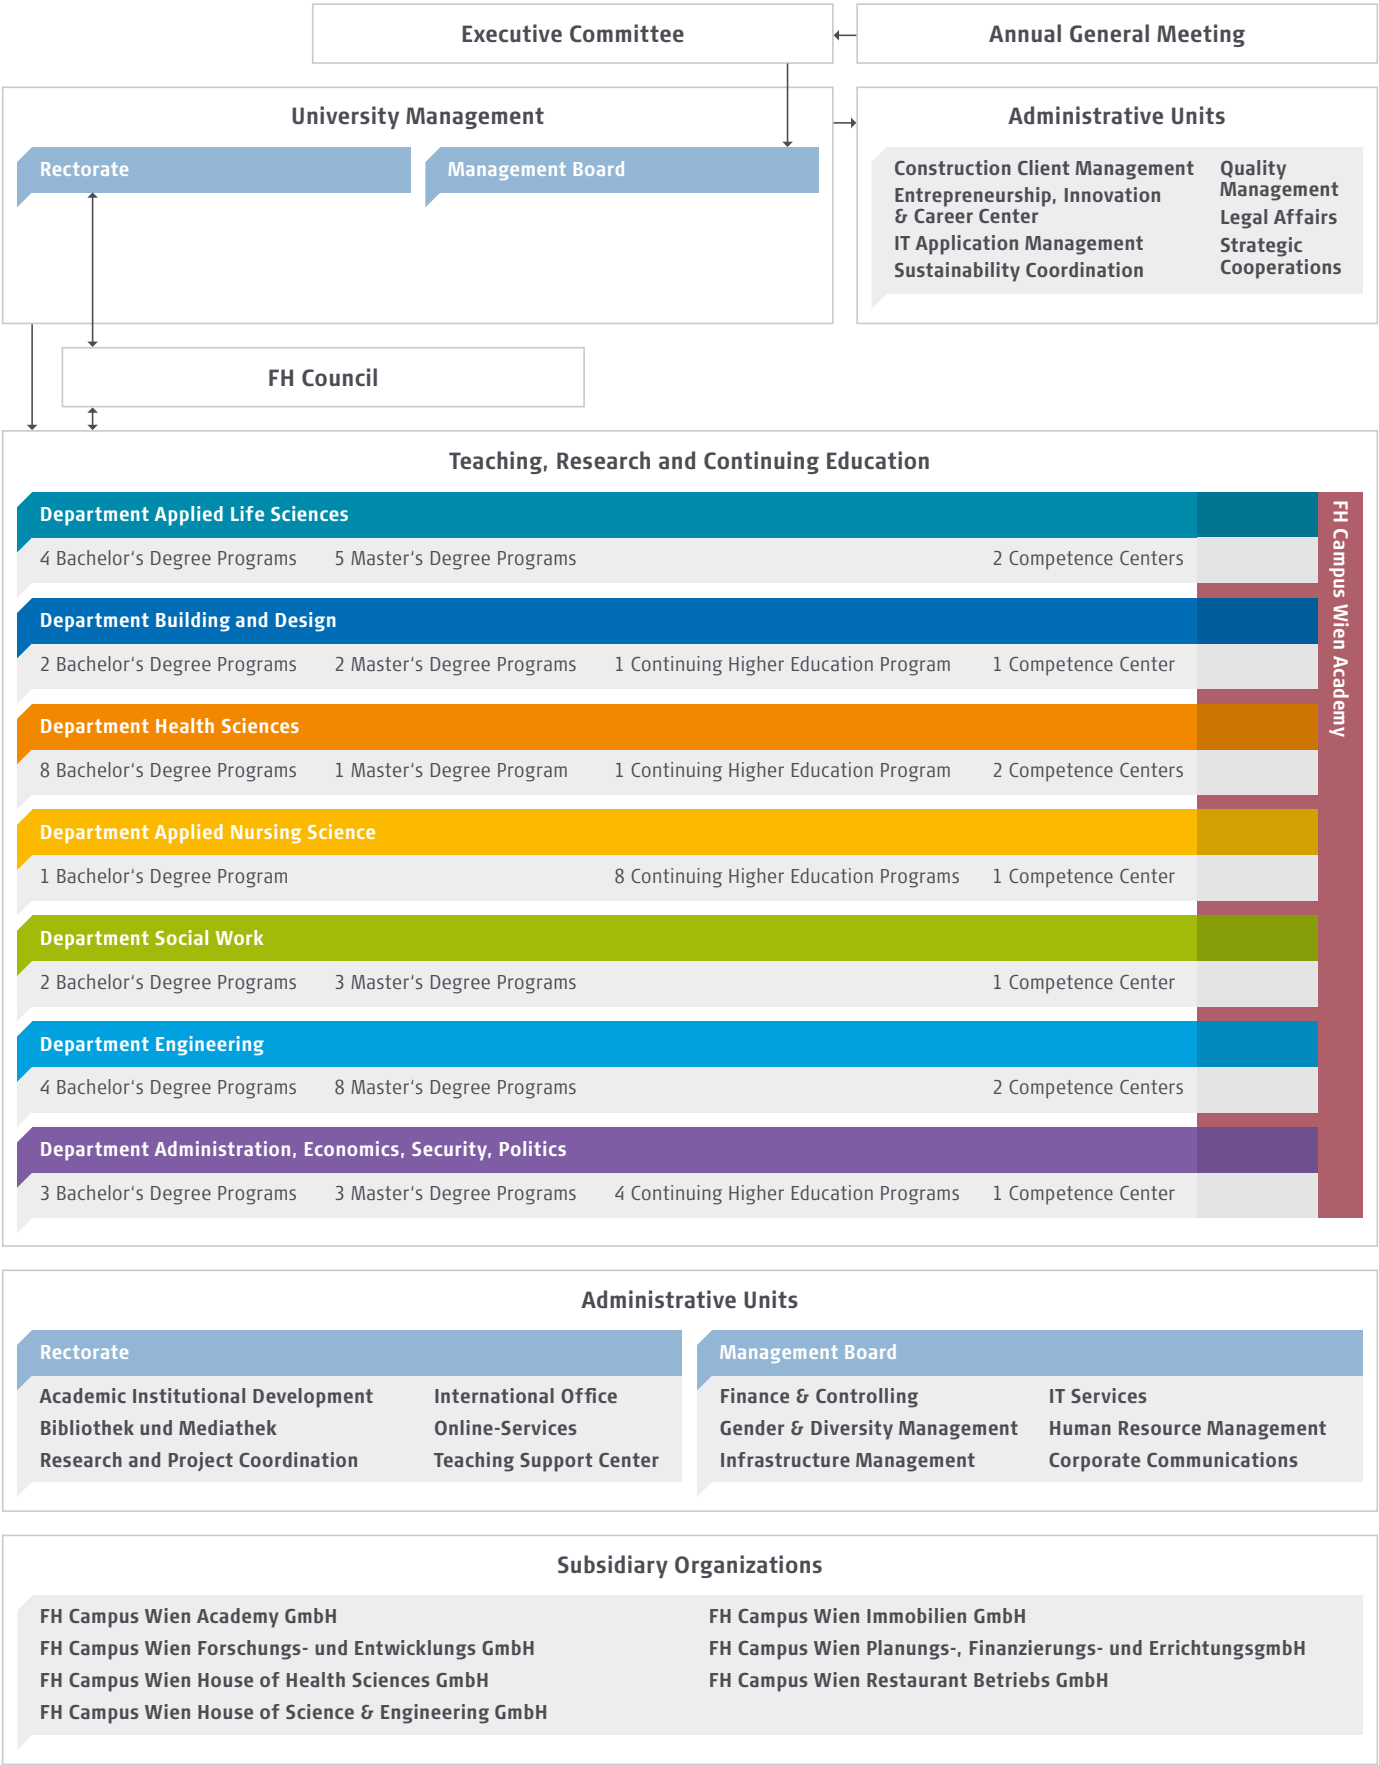 Executive Committee
Annual General Meeting
University Management
Rectorate
Management Board
Administrative Units
Construction Client Management
Entrepreneurship, Innovation
& Career Center
IT Application Management
Sustainability Coordination
Quality
Management
Legal Affairs
Strategic
Cooperations
FH Council
Teaching, Research and Continuing Education
FH Campus Wien Academy
Department Applied Life Sciences
4 Bachelor‘s Degree Programs 5 Master‘s Degree Programs 2 Competence Centers
Department Building and Design
2 Bachelor‘s Degree Programs 2 Master‘s Degree Programs 1 Continuing Higher Education Program 1 Competence Center
Department Health Sciences
8 Bachelor‘s Degree Programs 1 Master‘s Degree Program 1 Continuing Higher Education Program 2 Competence Centers
Department Applied Nursing Science
1 Bachelor‘s Degree Program 8 Continuing Higher Education Programs 1 Competence Center
Department Social Work
2 Bachelor‘s Degree Programs 3 Master‘s Degree Programs 1 Competence Center
Department Engineering
4 Bachelor‘s Degree Programs 8 Master‘s Degree Programs 2 Competence Centers
Department Administration, Economics, Security, Politics
3 Bachelor‘s Degree Programs 3 Master‘s Degree Programs 4 Continuing Higher Education Programs 1 Competence Center
Administrative Units
Rectorate
Academic Institutional Development
Bibliothek und Mediathek
Research and Project Coordination
International Office
Online-Services
Teaching Support Center
Management Board
Finance & Controlling
Gender & Diversity Management
Infrastructure Management
IT Services
Human Resource Management
Corporate Communications
Subsidiary Organizations
FH Campus Wien Academy GmbH
FH Campus Wien Forschungs- und Entwicklungs GmbH
FH Campus Wien House of Health Sciences GmbH
FH Campus Wien House of Science & Engineering GmbH
FH Campus Wien Immobilien GmbH
FH Campus Wien Planungs-, Finanzierungs- und ErrichtungsgmbH
FH Campus Wien Restaurant Betriebs GmbH